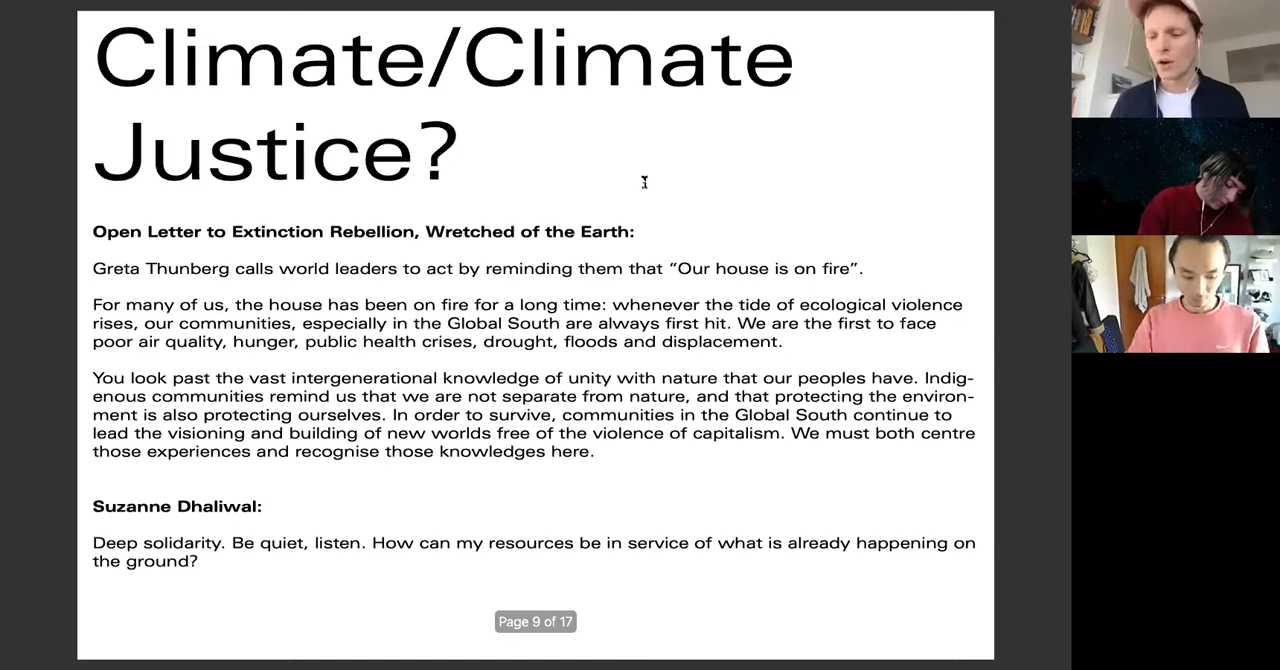 Climate/Climate
Justice?
Open Letter to Extinction Rebellion, Wretched of the Earth:
Greta Thunberg calls world leaders to act by reminding them that “Our house is on fire”.
For many of us, the house has been on fire for a long time: whenever the tide of ecological violence
rises, our communities, especially in the Global South are always first hit. We are the first to face
poor air quality, hunger, public health crises, drought, floods and displacement.
You look past the vast intergenerational knowledge of unity with nature that our peoples have. Indig-
enous communities remind us that we are not separate from nature, and that protecting the environ-
ment is also protecting ourselves. In order to survive, communities in the Global South continue to
lead the visioning and building of new worlds free of the violence of capitalism. We must both centre
those experiences and recognise those knowledges here.
Suzanne Dhaliwal:
Deep solidarity. Be quiet, listen. How can my resources be in service of what is already happening on
the ground?
Page 9 of 17